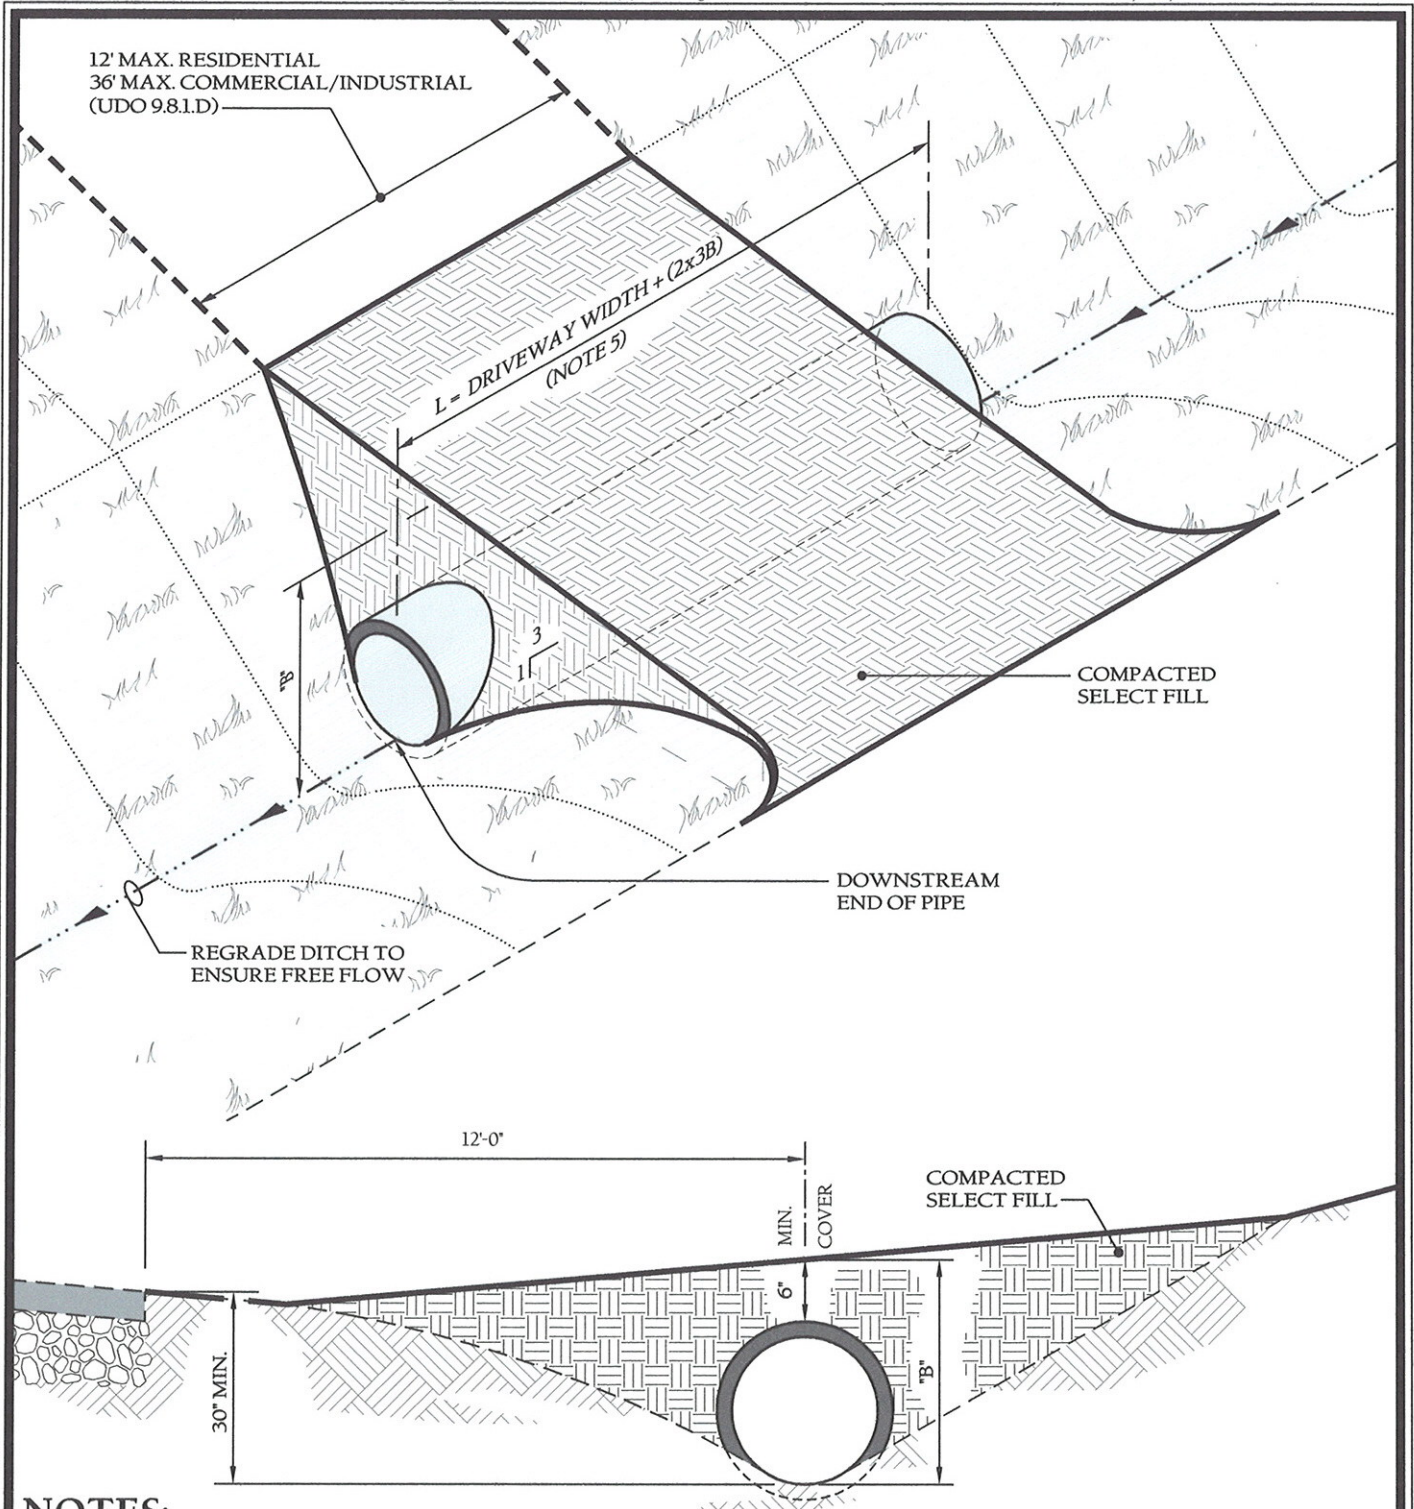 12' MAX. RESIDENTIAL
36' MAX. COMMERCIAL/INDUSTRIAL
(UDO 9.8.1.D)
L = DRIVEWAY WIDTH + (2x3B)
(NOTE 5)
"B"
3
1
COMPACTED
SELECT FILL
DOWNSTREAM
END OF PIPE
REGRADE DITCH TO
ENSURE FREE FLOW
12'-0"
COMPACTED
SELECT FILL
MIN.
COVER
6"
30" MIN.
"B"
NOTES: